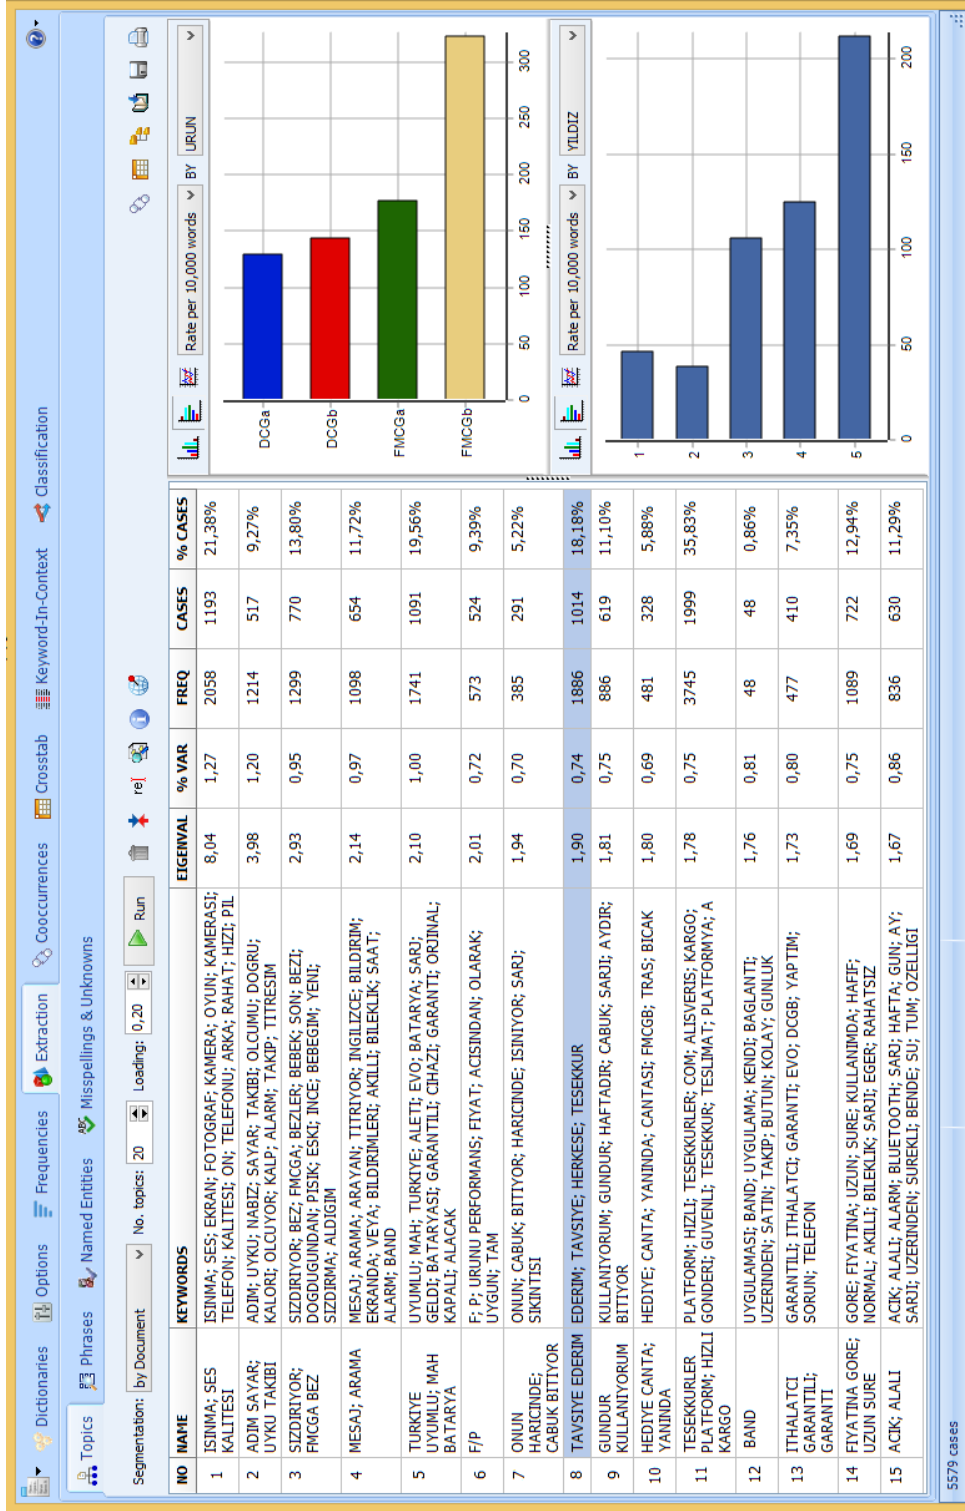 Dictionaries Options Frequencies Extraction Cooccurrences Crosstab Keyword-In-Context Classification
Topics Phrases Named Entities Misspellings & Unknowns
Segmentation: by Document No. topics: 20 Loading: 0,20 Run
NO NAME KEYWORDS EIGENVAL % VAR FREQ CASES % CASES
1 ISINMA; SES KALITESI ISINMA; SES; EKRAN; FOTOGRAF; KAMERA; OYUN; KAMERASI; 8,04 1,27 2058 1193 21,38%
TELEFON; KALITESI; ON; TELEFONU; ARKA; RAHAT; HIZI; PIL
2 ADIM SAYAR; UYKU TAKIBI ADIM; UYKU; NABIZ; SAYAR; TAKIBI; OLCUMU; DOGRU; 3,98 1,20 1214 517 9,27%
KALORI; OLCUYOR; KALP; ALARM; TAKIP; TITRESIM
3 SIZDIRIYOR; FMCGA BEZ SIZDIRIYOR; BEZ; FMCGA; BEZLER; BEBEK; SON; BEZI; 2,93 0,95 1299 770 13,80%
DOGDUGUNDAN; PISIK; ESKI; INCE; BEBEGIM; YENI;
SIZDIRMA; ALDIGIM
4 MESAJ; ARAMA MESAJ; ARAMA; ARAYAN; TITRIYOR; INGILIZCE; BILDIRIM; 2,14 0,97 1098 654 11,72%
EKRANDA; VEYA; BILDIRIMLERI; AKILLI; BILEKLIK; SAAT;
ALARM; BAND
5 TURKIYE UYUMLU; MAH BATARYA UYUMLU; MAH; TURKIYE; ALETI; EVO; BATARYA; SARJ; 2,10 1,00 1741 1091 19,56%
GELDI; BATARYASI; GARANTILI; CIHAZI; GARANTI; ORJINAL;
KAPALI; ALACAK
6 F/P F; P; URUNU PERFORMANS; FIYAT; ACISINDAN; OLARAK; 2,01 0,72 573 524 9,39%
UYGUN; TAM
7 ONUN HARICINDE; CABUK BITIYOR ONUN; CABUK; BITIYOR; HARICINDE; ISINIYOR; SARJ; 1,94 0,70 385 291 5,22%
SIKINTISI
8 TAVSIYE EDERIM EDERIM; TAVSIYE; HERKESE; TESEKKUR 1,90 0,74 1886 1014 18,18%
9 GUNDUR KULLANIYORUM KULLANIYORUM; GUNDUR; HAFTADIR; CABUK; SARJI; AYDIR; 1,81 0,75 886 619 11,10%
BITIYOR
10 HEDIYE CANTA; YANINDA HEDIYE; CANTA; YANINDA; CANTASI; FMCGB; TRAS; BICAK 1,80 0,69 481 328 5,88%
11 TESEKKURLER PLATFORM; HIZLI KARGO PLATFORM; HIZLI; TESEKKURLER; COM; ALISVERIS; KARGO; 1,78 0,75 3745 1999 35,83%
GONDERI; GUVENLI; TESEKKUR; TESLIMAT; PLATFORMYA; A
12 BAND UYGULAMASI; BAND; UYGULAMA; KENDI; BAGLANTI; 1,76 0,81 48 48 0,86%
UZERINDEN; SATIN; TAKIP; BUTUN; KOLAY; GUNLUK
13 ITHALATCI GARANTILI; GARANTI GARANTILI; ITHALATCI; GARANTI; EVO; DCGB; YAPTIM; 1,73 0,80 477 410 7,35%
SORUN; TELEFON
14 FIYATINA GORE; UZUN SURE GORE; FIYATINA; UZUN; SURE; KULLANIMDA; HAFIF; 1,69 0,75 1089 722 12,94%
NORMAL; AKILLI; BILEKLIK; SARJI; EGER; RAHATSIZ
15 ACIK; ALALI ACIK; ALALI; ALARM; BLUETOOTH; SARJ; HAFTA; GUN; AY; 1,67 0,86 836 630 11,29%
SARJI; UZERINDEN; SUREKLI; BENDE; SU; TUM; OZELLIGI
Rate per 10,000 words BY URUN
DCGa
DCGb
FMCGa
FMCGb
0 50 100 150 200 250 300
Rate per 10,000 words BY YILDIZ
1
2
3
4
5
0 50 100 150 200
5579 cases